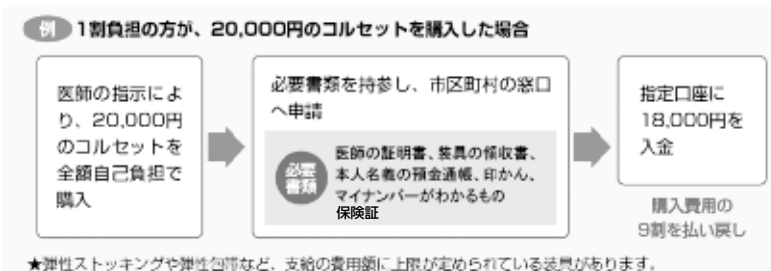 例 1割負担の方が、20,000円のコルセットを購入した場合
医師の指示によ
り、20,000円
のコルセットを
全額自己負担で
購入
必要書類を持参し、市区町村の窓口
へ申請
必要
書類
医師の証明書、装具の領収書、
本人名義の預金通帳、印かん、
マイナンバーがわかるもの
保険証
指定口座に
18,000円を
入金
購入費用の
9割を払い戻し
★弾性ストッキングや弾性包帯など、支給の費用額に上限が定められている装具があります。